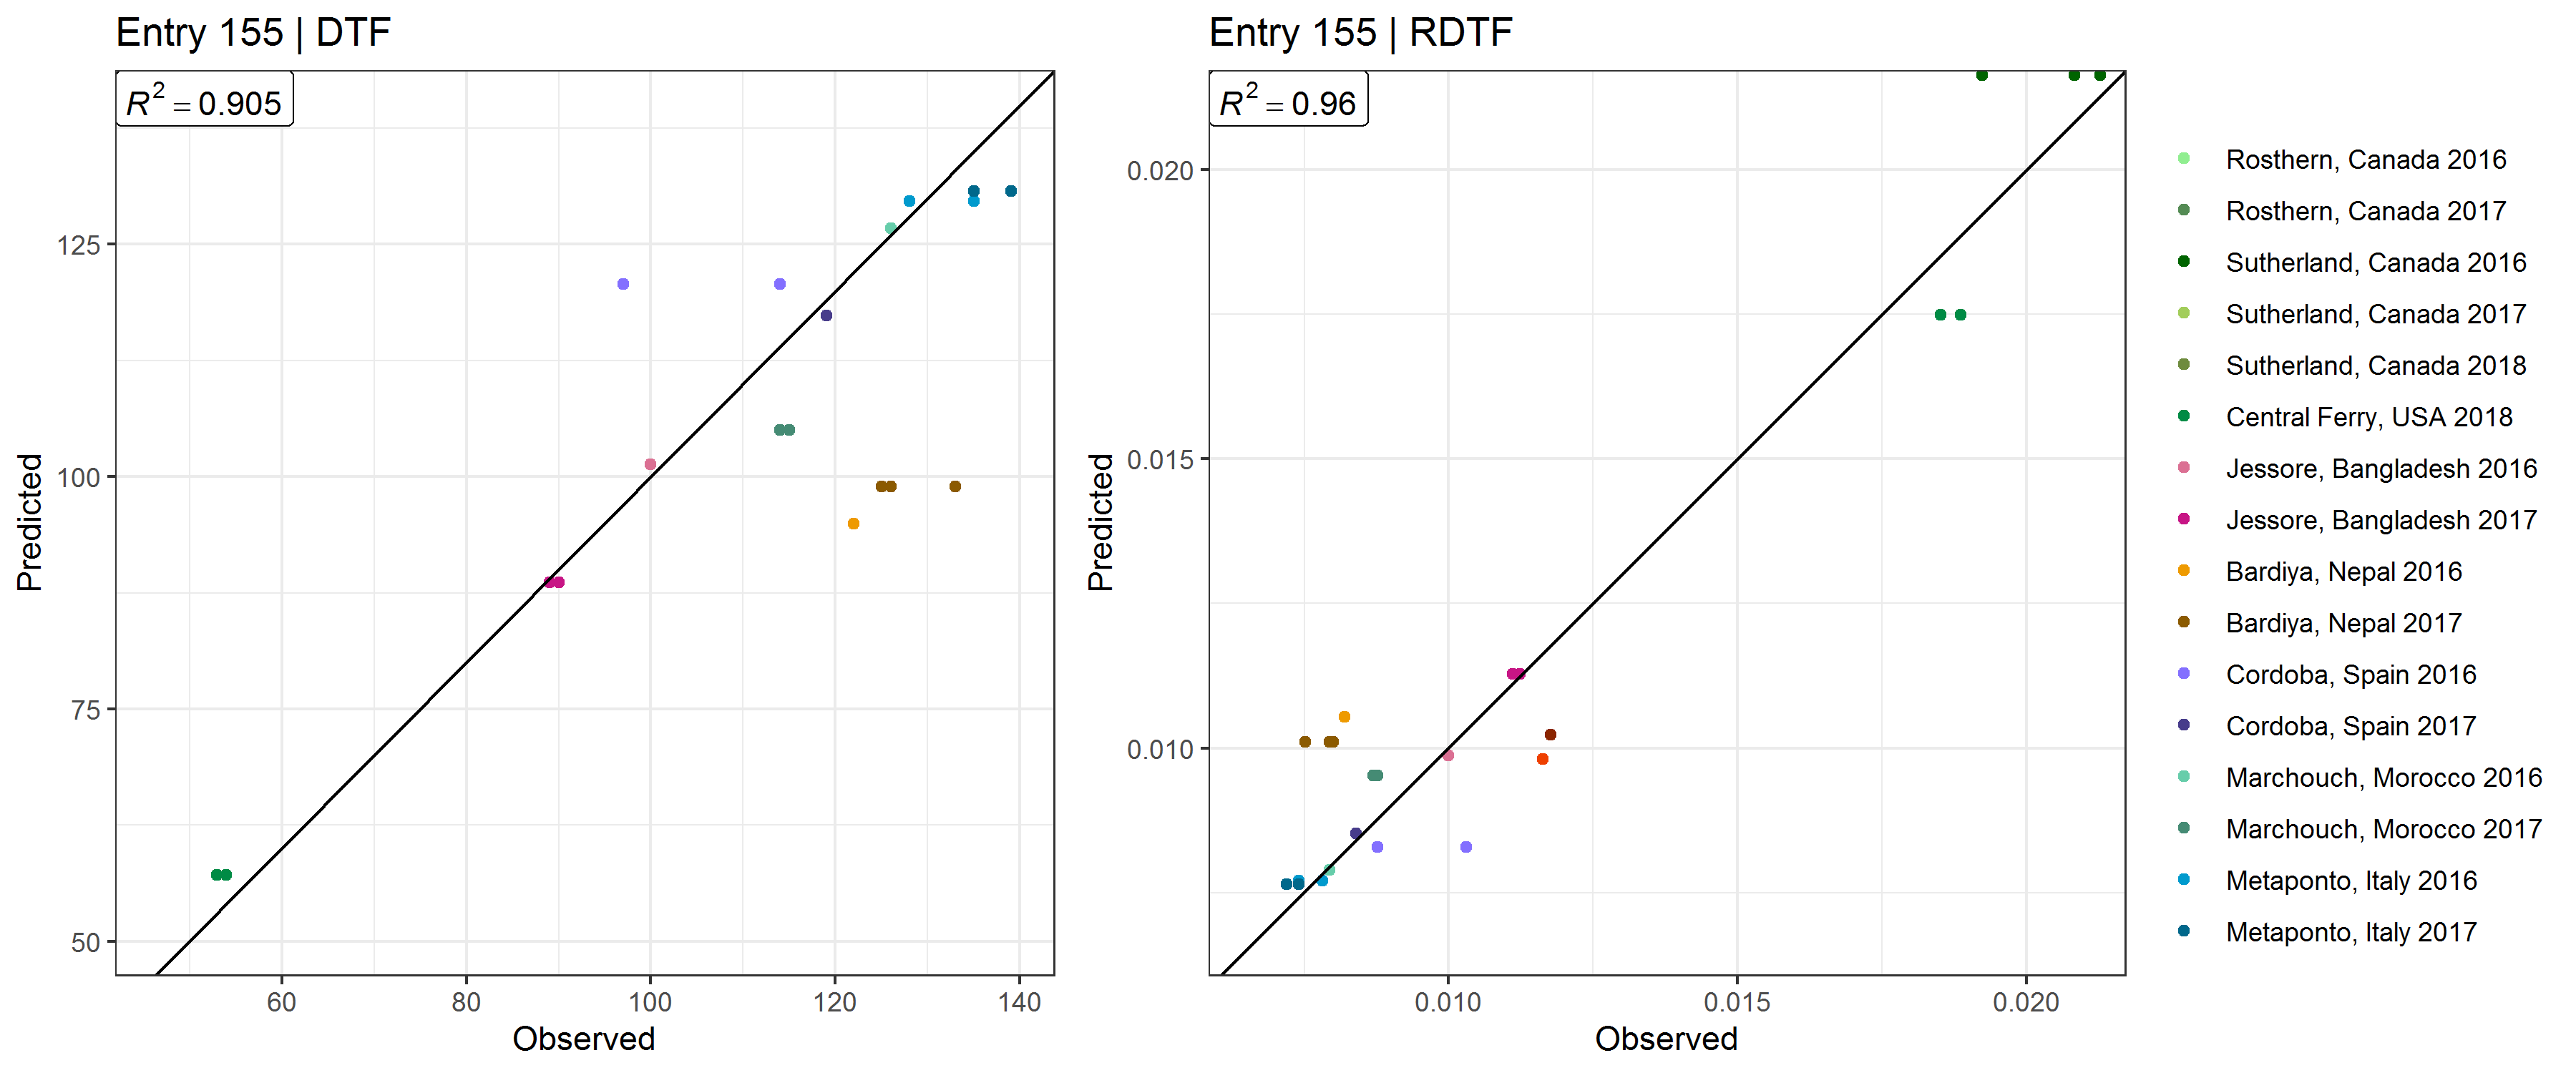 Entry 155 | DTF
R² = 0.905
125
100
75
50
Predicted
60 80 100 120 140
Observed
Entry 155 | RDTF
R² = 0.96
0.020
0.015
0.010
Predicted
0.010 0.015 0.020
Observed
Rosthern, Canada 2016
Rosthern, Canada 2017
Sutherland, Canada 2016
Sutherland, Canada 2017
Sutherland, Canada 2018
Central Ferry, USA 2018
Jessore, Bangladesh 2016
Jessore, Bangladesh 2017
Bardiya, Nepal 2016
Bardiya, Nepal 2017
Cordoba, Spain 2016
Cordoba, Spain 2017
Marchouch, Morocco 2016
Marchouch, Morocco 2017
Metaponto, Italy 2016
Metaponto, Italy 2017